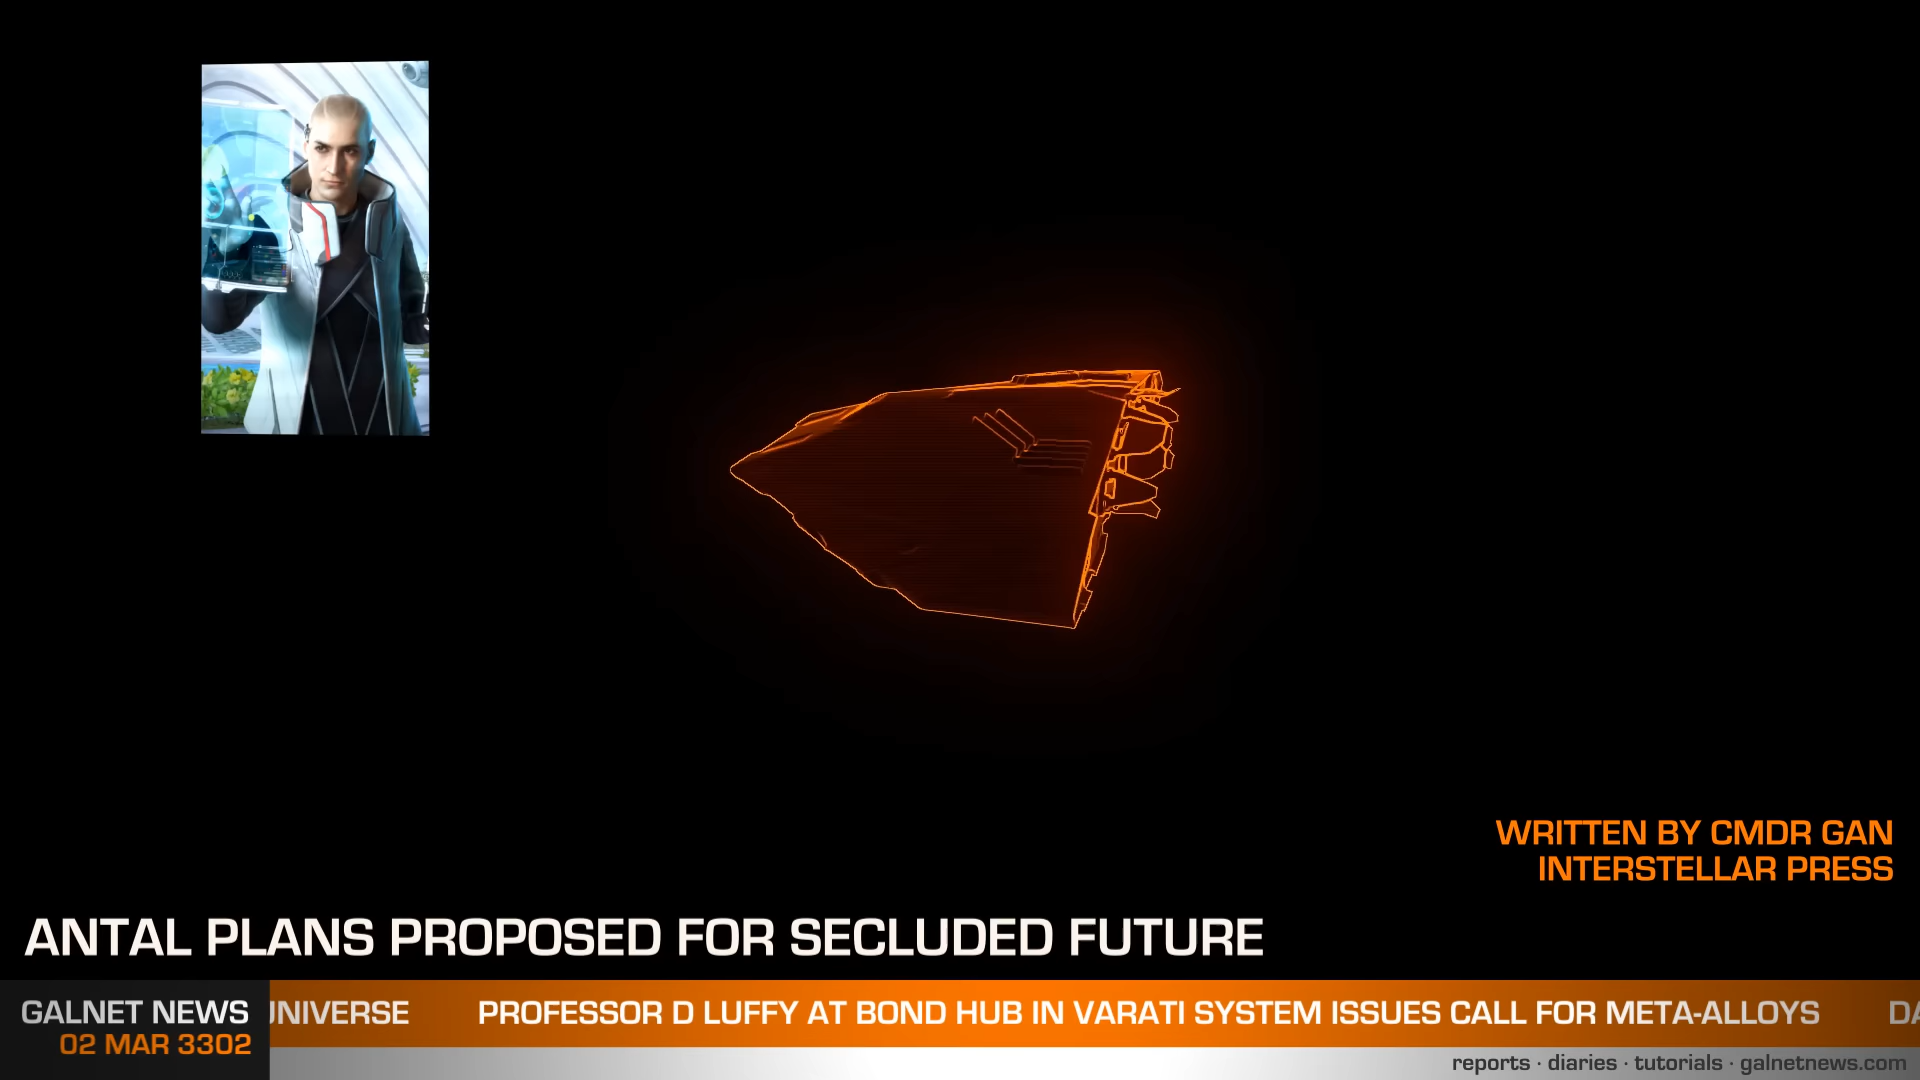 WRITTEN BY CMDR GAN
INTERSTELLAR PRESS
ANTAL PLANS PROPOSED FOR SECLUDED FUTURE
GALNET NEWS
02 MAR 3302
UNIVERSE PROFESSOR D LUFFY AT BOND HUB IN VARATI SYSTEM ISSUES CALL FOR META-ALLOYS
reports · diaries · tutorials · galnetnews.com